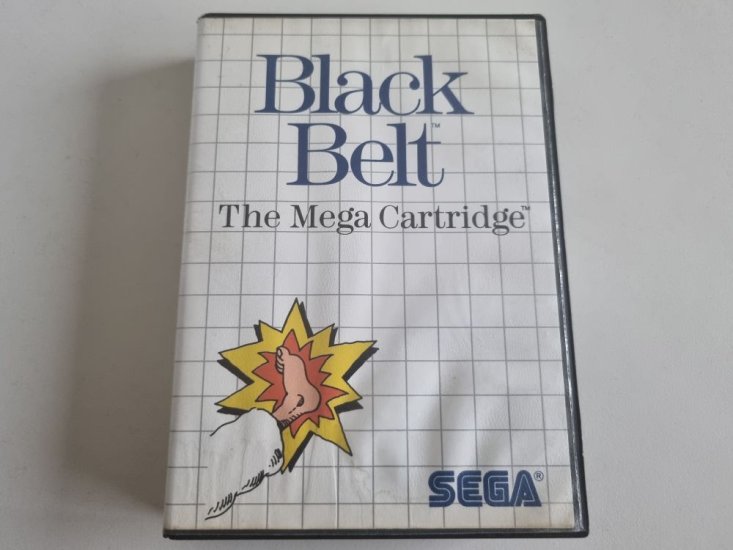 Black
Belt™
The Mega Cartridge™
SEGA®